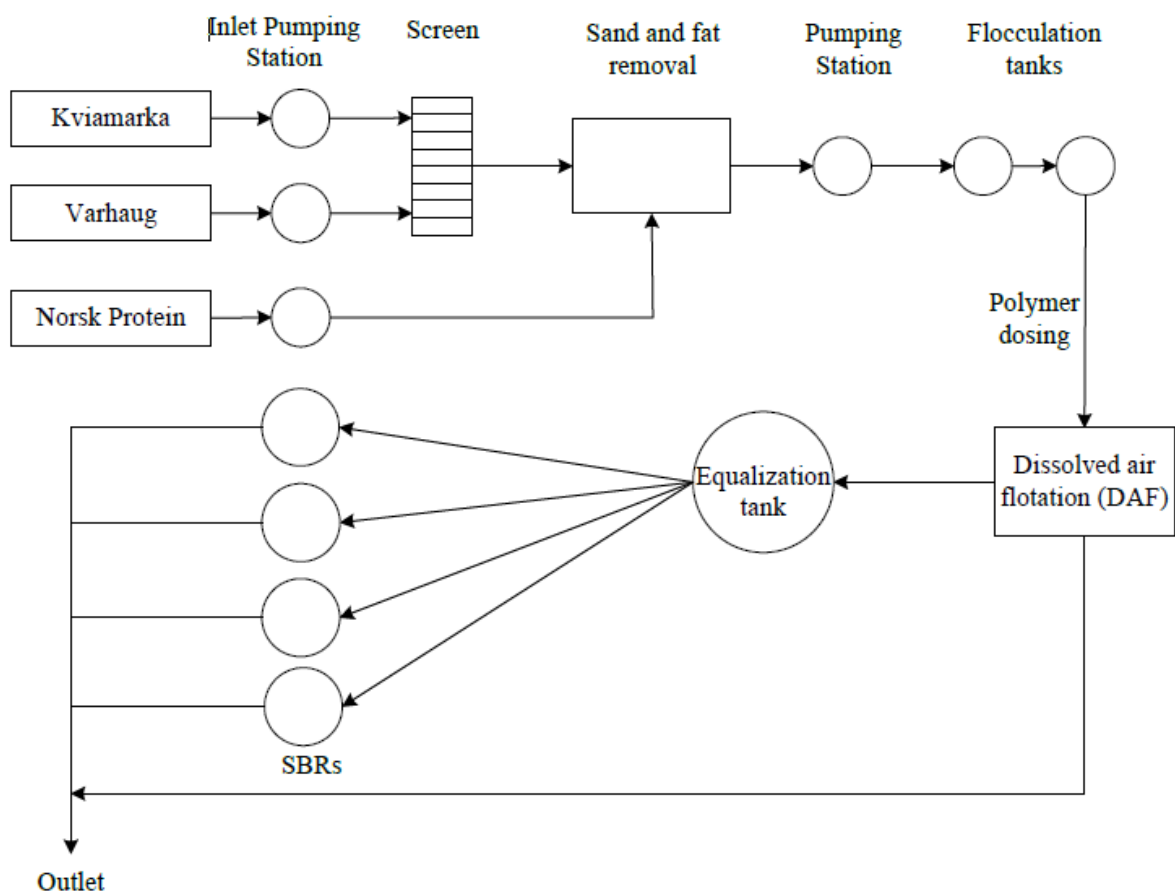 Inlet Pumping
Station
Screen
Sand and fat
removal
Pumping
Station
Flocculation
tanks
Kviamarka
Varhaug
Norsk Protein
Polymer
dosing
Equalization
tank
Dissolved air
flotation (DAF)
SBRs
Outlet